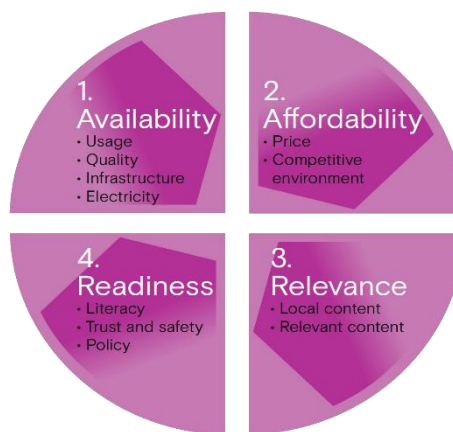 1.
Availability
· Usage
· Quality
· Infrastructure
· Electricity
2.
Affordability
· Price
· Competitive
environment
3.
Relevance
· Local content
· Relevant content
4.
Readiness
· Literacy
· Trust and safety
· Policy